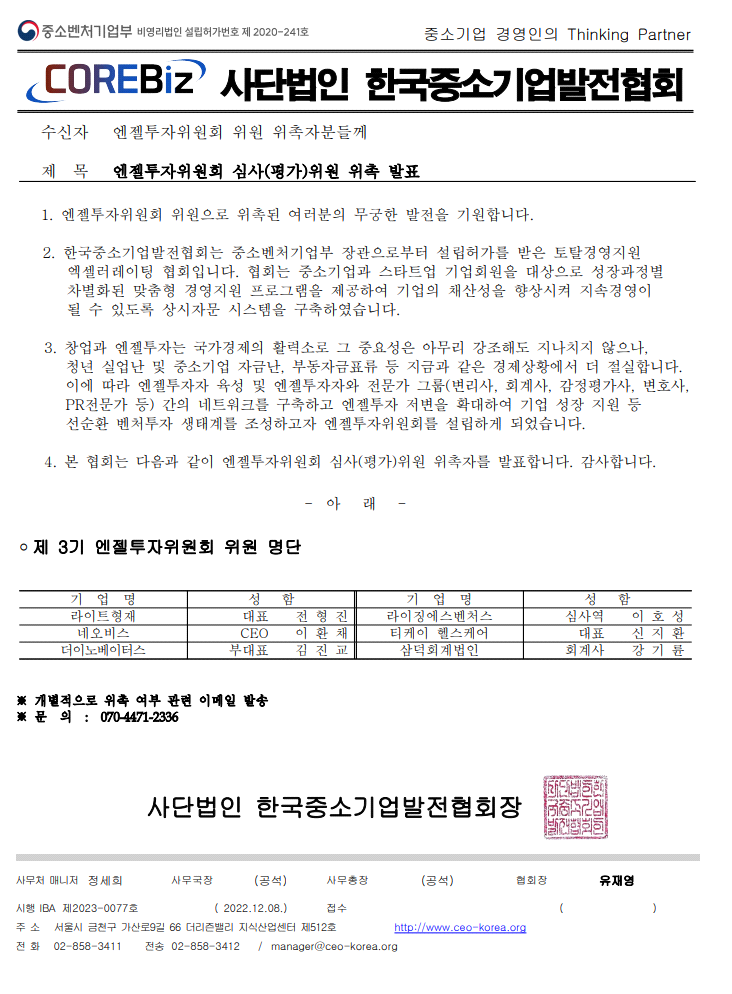 중소벤처기업부 비영리법인 설립허가번호 제 2020-241호
중소기업 경영인의 Thinking Partner
COREBiz 사단법인 한국중소기업발전협회
수신자 엔젤투자위원회 위원 위촉자분들께
제 목 엔젤투자위원회 심사(평가)위원 위촉 발표
1. 엔젤투자위원회 위원으로 위촉된 여러분의 무궁한 발전을 기원합니다.
2. 한국중소기업발전협회는 중소벤처기업부 장관으로부터 설립허가를 받은 토탈경영지원
엑셀러레이팅 협회입니다. 협회는 중소기업과 스타트업 기업회원을 대상으로 성장과정별
차별화된 맞춤형 경영지원 프로그램을 제공하여 기업의 채산성을 향상시켜 지속경영이
될 수 있도록 상시자문 시스템을 구축하였습니다.
3. 창업과 엔젤투자는 국가경제의 활력소로 그 중요성은 아무리 강조해도 지나치지 않으나,
청년 실업난 및 중소기업 자금난, 부동자금표류 등 지금과 같은 경제상황에서 더 절실합니다.
이에 따라 엔젤투자자 육성 및 엔젤투자자와 전문가 그룹(변리사, 회계사, 감정평가사, 변호사,
PR전문가 등) 간의 네트워크를 구축하고 엔젤투자 저변을 확대하여 기업 성장 지원 등
선순환 벤처투자 생태계를 조성하고자 엔젤투자위원회를 설립하게 되었습니다.
4. 본 협회는 다음과 같이 엔젤투자위원회 심사(평가)위원 위촉자를 발표합니다. 감사합니다.
- 아 래 -
○ 제 3기 엔젤투자위원회 위원 명단
기 업 명 성 함 기 업 명 성 함
라이트형재 대표 전 형 진 라이징에스벤처스 심사역 이 호 성
네오비스 CEO 이 환 채 티케이 헬스케어 대표 신 지 환
더이노베이터스 부대표 김 진 교 삼덕회계법인 회계사 강 기 륜
※ 개별적으로 위촉 여부 관련 이메일 발송
※ 문 의 : 070-4471-2336
사단법인 한국중소기업발전협회장
사무처 매니저 정세희 사무국장 (공석) 사무총장 (공석) 협회장 유재영
시행 IBA 제2023-0077호 ( 2022.12.08.) 접수 ( )
주 소 서울시 금천구 가산로9길 66 더리즌밸리 지식산업센터 제512호 http://www.ceo-korea.org
전 화 02-858-3411 전송 02-858-3412 / manager@ceo-korea.org